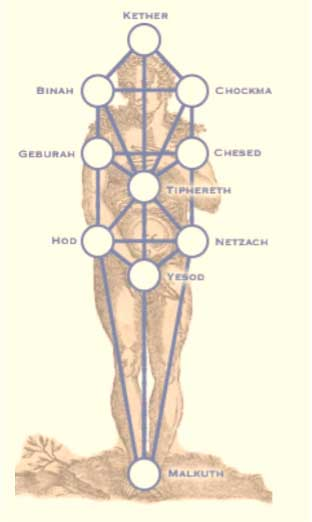 KETHER
BINAH
CHOCKMA
GEBURAH
CHESED
TIPHERETH
HOD
NETZACH
YESOD
MALKUTH